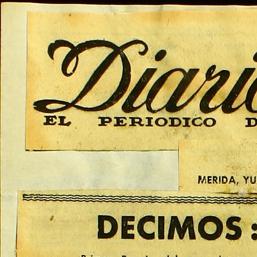 Diari
EL PERIODICO D
MERIDA, YU
DECIMOS :